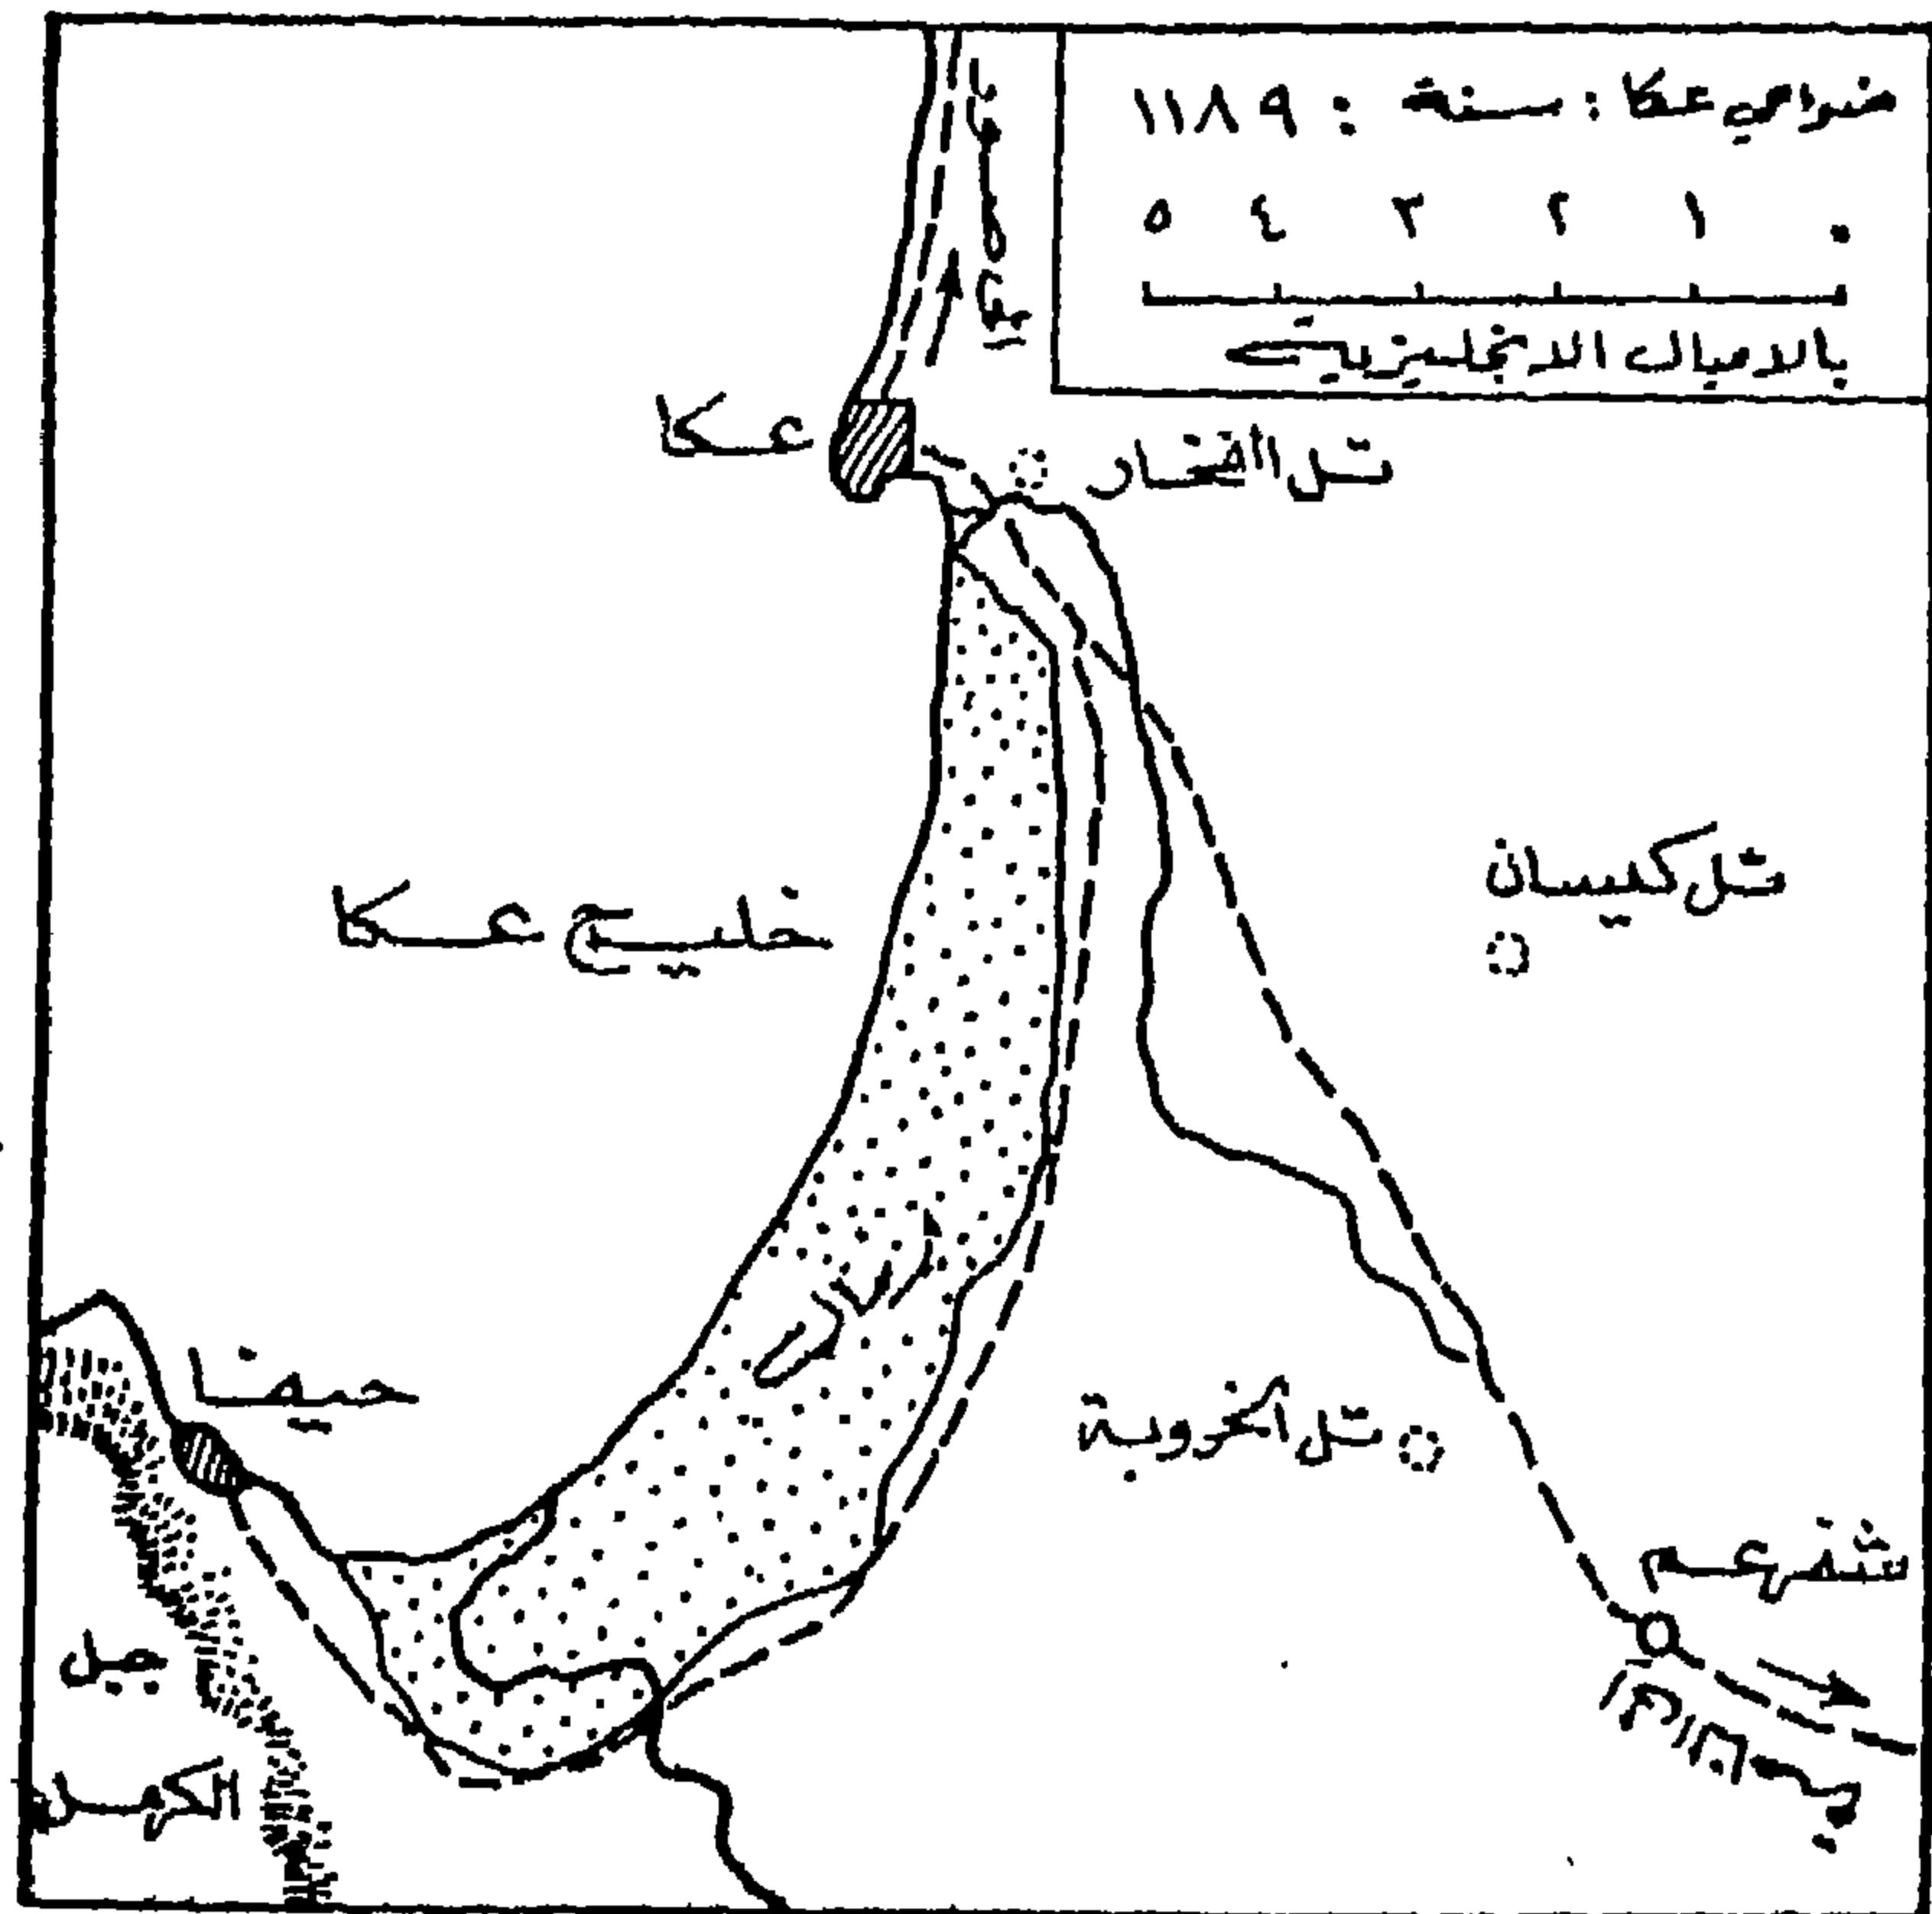 ضواحي عكا: سنة : ١١٨٩
٠ ١ ٢ ٣ ٤ ٥
بالاميال الانجليزية
عكا
تل الفخار
تل كيسان
خليج عكا
حيفا
تل الخروبة
شفرعم
جبل
الكرمل
رمال